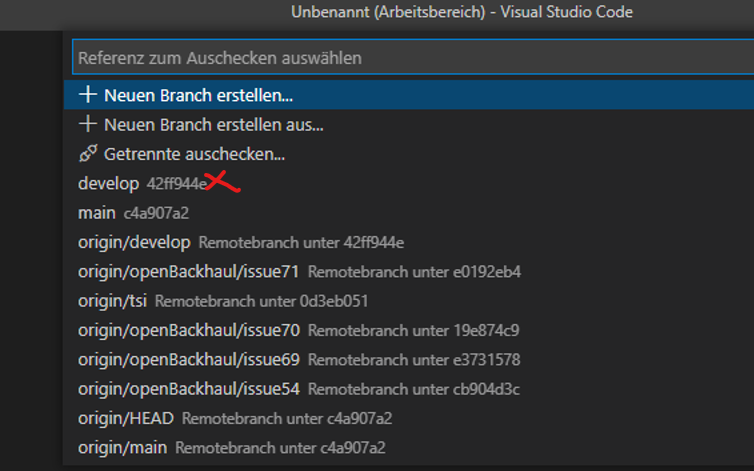 Unbenannt (Arbeitsbereich) - Visual Studio Code
Referenz zum Auschecken auswählen
+ Neuen Branch erstellen...
+ Neuen Branch erstellen aus...
Getrennte auschecken...
develop 42ff944e
main c4a907a2
origin/develop Remotebranch unter 42ff944e
origin/openBackhaul/issue71 Remotebranch unter e0192eb4
origin/tsi Remotebranch unter 0d3eb051
origin/openBackhaul/issue70 Remotebranch unter 19e874c9
origin/openBackhaul/issue69 Remotebranch unter e3731578
origin/openBackhaul/issue54 Remotebranch unter cb904d3c
origin/HEAD Remotebranch unter c4a907a2
origin/main Remotebranch unter c4a907a2